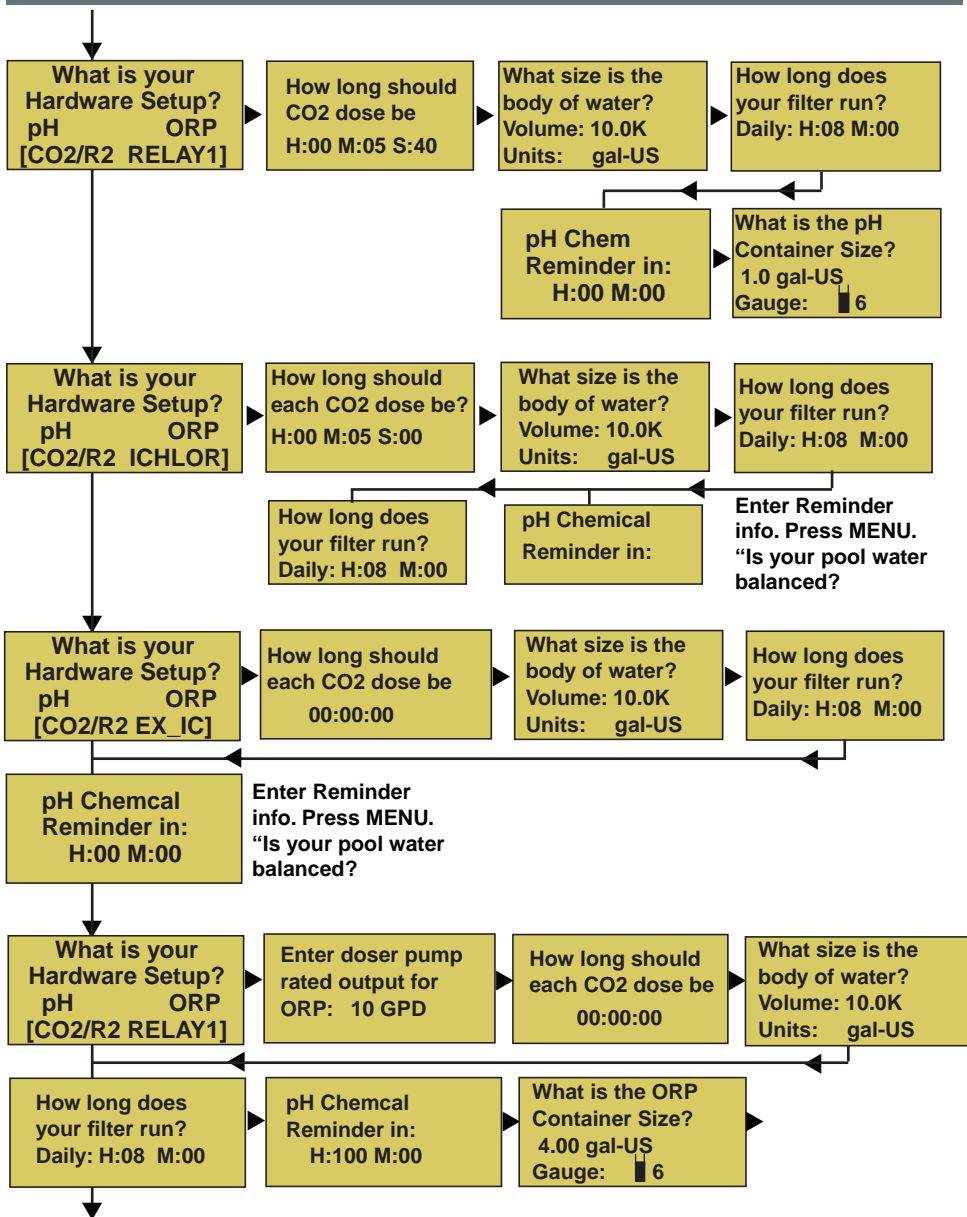 What is your
Hardware Setup?
pH ORP
[CO2/R2 RELAY1]
How long should
CO2 dose be
H:00 M:05 S:40
What size is the
body of water?
Volume: 10.0K
Units: gal-US
How long does
your filter run?
Daily: H:08 M:00
pH Chem
Reminder in:
H:00 M:00
What is the pH
Container Size?
1.0 gal-US
Gauge: 6
What is your
Hardware Setup?
pH ORP
[CO2/R2 ICHLOR]
How long should
each CO2 dose be?
H:00 M:05 S:00
What size is the
body of water?
Volume: 10.0K
Units: gal-US
How long does
your filter run?
Daily: H:08 M:00
How long does
your filter run?
Daily: H:08 M:00
pH Chemical
Reminder in:
Enter Reminder
info. Press MENU.
“Is your pool water
balanced?
What is your
Hardware Setup?
pH ORP
[CO2/R2 EX_IC]
How long should
each CO2 dose be
00:00:00
What size is the
body of water?
Volume: 10.0K
Units: gal-US
How long does
your filter run?
Daily: H:08 M:00
pH Chemcal
Reminder in:
H:00 M:00
Enter Reminder
info. Press MENU.
“Is your pool water
balanced?
What is your
Hardware Setup?
pH ORP
[CO2/R2 RELAY1]
Enter doser pump
rated output for
ORP: 10 GPD
How long should
each CO2 dose be
00:00:00
What size is the
body of water?
Volume: 10.0K
Units: gal-US
How long does
your filter run?
Daily: H:08 M:00
pH Chemcal
Reminder in:
H:100 M:00
What is the ORP
Container Size?
4.00 gal-US
Gauge: 6